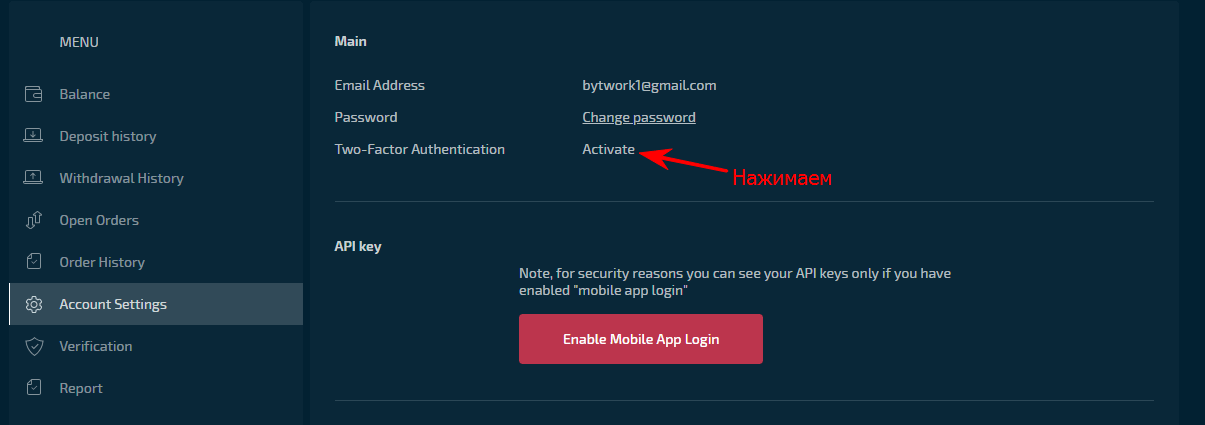 MENU
Balance
Deposit history
Withdrawal History
Open Orders
Order History
Account Settings
Verification
Report
Main
Email Address bytwork1@gmail.com
Password Change password
Two-Factor Authentication Activate
Нажимаем
API key
Note, for security reasons you can see your API keys only if you have
enabled "mobile app login"
Enable Mobile App Login